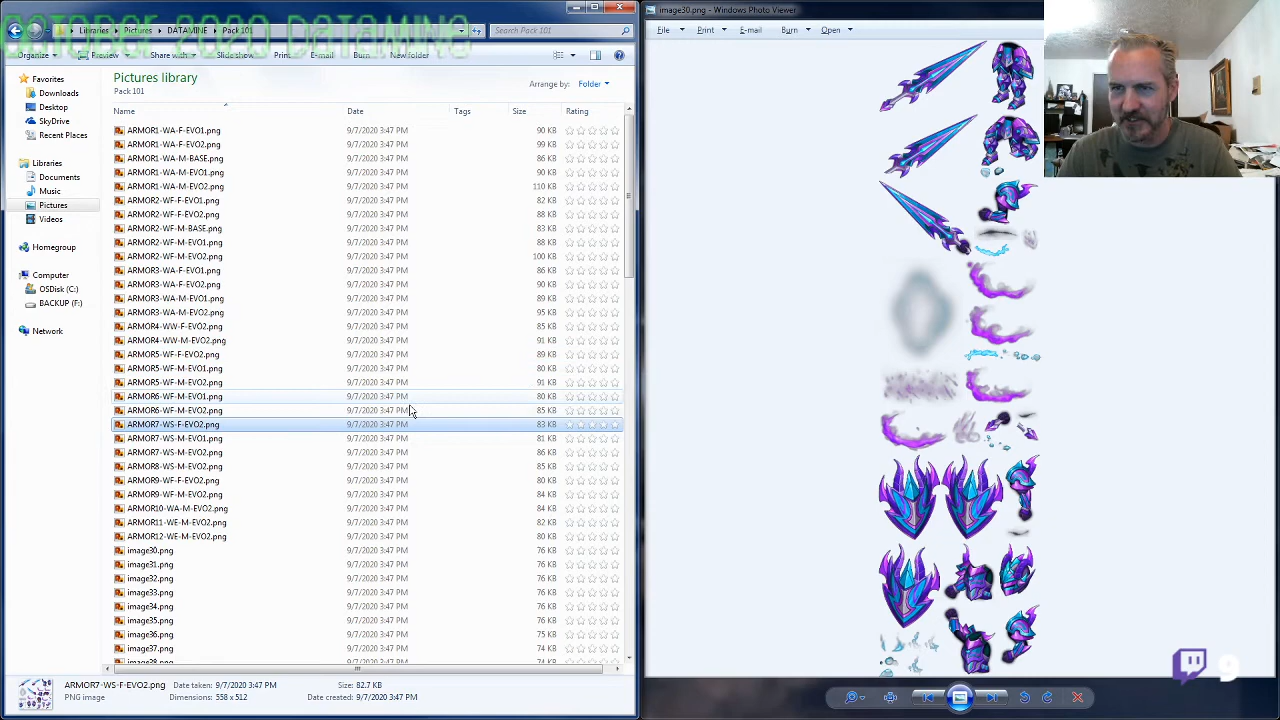 OCTOBER 2020 DATAMINE
Libraries Pictures DATAMINE Pack 101
Search Pack 101
Organize Preview Share with Slide show Print E-mail Burn New folder
Favorites
Downloads
Desktop
SkyDrive
Recent Places
Libraries
Documents
Music
Pictures
Videos
Homegroup
Computer
OSDisk (C:)
BACKUP (F:)
Network
Pictures library
Pack 101
Arrange by: Folder
Name Date Tags Size Rating
ARMOR1-WA-F-EVO1.png 9/7/2020 3:47 PM 90 KB
ARMOR1-WA-F-EVO2.png 9/7/2020 3:47 PM 99 KB
ARMOR1-WA-M-BASE.png 9/7/2020 3:47 PM 86 KB
ARMOR1-WA-M-EVO1.png 9/7/2020 3:47 PM 90 KB
ARMOR1-WA-M-EVO2.png 9/7/2020 3:47 PM 110 KB
ARMOR2-WF-F-EVO1.png 9/7/2020 3:47 PM 82 KB
ARMOR2-WF-F-EVO2.png 9/7/2020 3:47 PM 88 KB
ARMOR2-WF-M-BASE.png 9/7/2020 3:47 PM 83 KB
ARMOR2-WF-M-EVO1.png 9/7/2020 3:47 PM 88 KB
ARMOR2-WF-M-EVO2.png 9/7/2020 3:47 PM 100 KB
ARMOR3-WA-F-EVO1.png 9/7/2020 3:47 PM 86 KB
ARMOR3-WA-F-EVO2.png 9/7/2020 3:47 PM 90 KB
ARMOR3-WA-M-EVO1.png 9/7/2020 3:47 PM 89 KB
ARMOR3-WA-M-EVO2.png 9/7/2020 3:47 PM 95 KB
ARMOR4-WW-F-EVO2.png 9/7/2020 3:47 PM 85 KB
ARMOR4-WW-M-EVO2.png 9/7/2020 3:47 PM 91 KB
ARMOR5-WF-F-EVO2.png 9/7/2020 3:47 PM 89 KB
ARMOR5-WF-M-EVO1.png 9/7/2020 3:47 PM 80 KB
ARMOR5-WF-M-EVO2.png 9/7/2020 3:47 PM 91 KB
ARMOR6-WF-M-EVO1.png 9/7/2020 3:47 PM 80 KB
ARMOR6-WF-M-EVO2.png 9/7/2020 3:47 PM 85 KB
ARMOR7-WS-F-EVO2.png 9/7/2020 3:47 PM 83 KB
ARMOR7-WS-M-EVO1.png 9/7/2020 3:47 PM 81 KB
ARMOR7-WS-M-EVO2.png 9/7/2020 3:47 PM 86 KB
ARMOR8-WS-M-EVO2.png 9/7/2020 3:47 PM 85 KB
ARMOR9-WF-F-EVO2.png 9/7/2020 3:47 PM 80 KB
ARMOR9-WF-M-EVO2.png 9/7/2020 3:47 PM 84 KB
ARMOR10-WA-M-EVO2.png 9/7/2020 3:47 PM 84 KB
ARMOR11-WE-M-EVO2.png 9/7/2020 3:47 PM 82 KB
ARMOR12-WE-M-EVO2.png 9/7/2020 3:47 PM 80 KB
image30.png 9/7/2020 3:47 PM 76 KB
image31.png 9/7/2020 3:47 PM 76 KB
image32.png 9/7/2020 3:47 PM 76 KB
image33.png 9/7/2020 3:47 PM 76 KB
image34.png 9/7/2020 3:47 PM 76 KB
image35.png 9/7/2020 3:47 PM 76 KB
image36.png 9/7/2020 3:47 PM 75 KB
image37.png 9/7/2020 3:47 PM 74 KB
image38.png 9/7/2020 3:47 PM 74 KB
ARMOR7-WS-F-EVO2.png Date taken: 9/7/2020 3:47 PM Size: 82.7 KB
PNG image Dimensions: 558 x 512 Date created: 9/7/2020 3:47 PM
image30.png - Windows Photo Viewer
File Print E-mail Burn Open
9